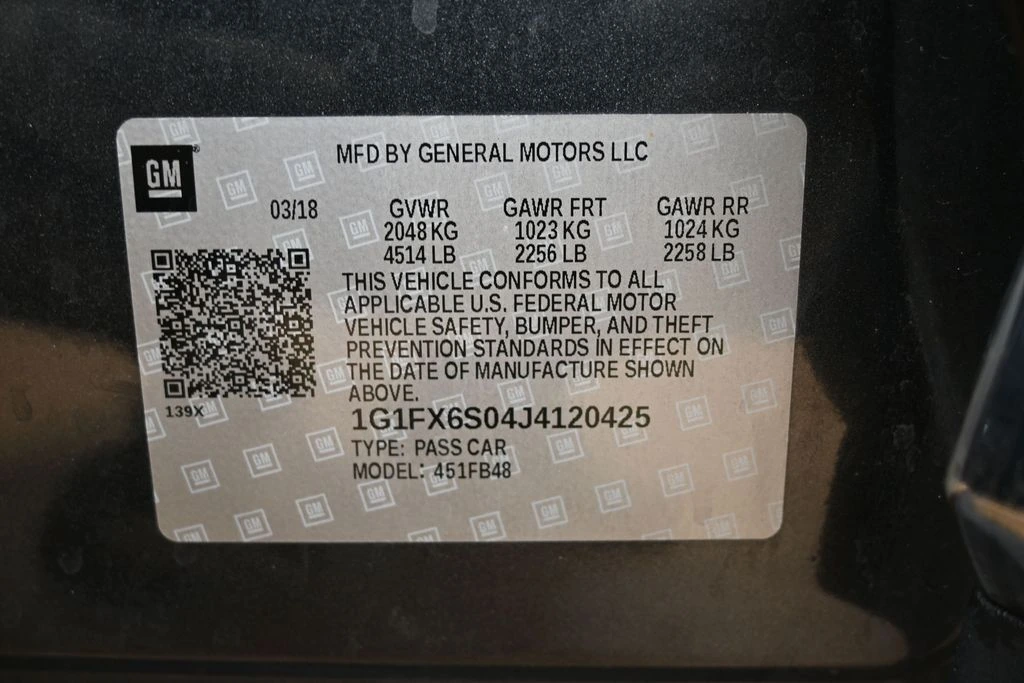 GM
MFD BY GENERAL MOTORS LLC
03/18 GVWR GAWR FRT GAWR RR
2048 KG 1023 KG 1024 KG
4514 LB 2256 LB 2258 LB
THIS VEHICLE CONFORMS TO ALL
APPLICABLE U.S. FEDERAL MOTOR
VEHICLE SAFETY, BUMPER, AND THEFT
PREVENTION STANDARDS IN EFFECT ON
THE DATE OF MANUFACTURE SHOWN
ABOVE.
139X
1G1FX6S04J4120425
TYPE: PASS CAR
MODEL: 451FB48